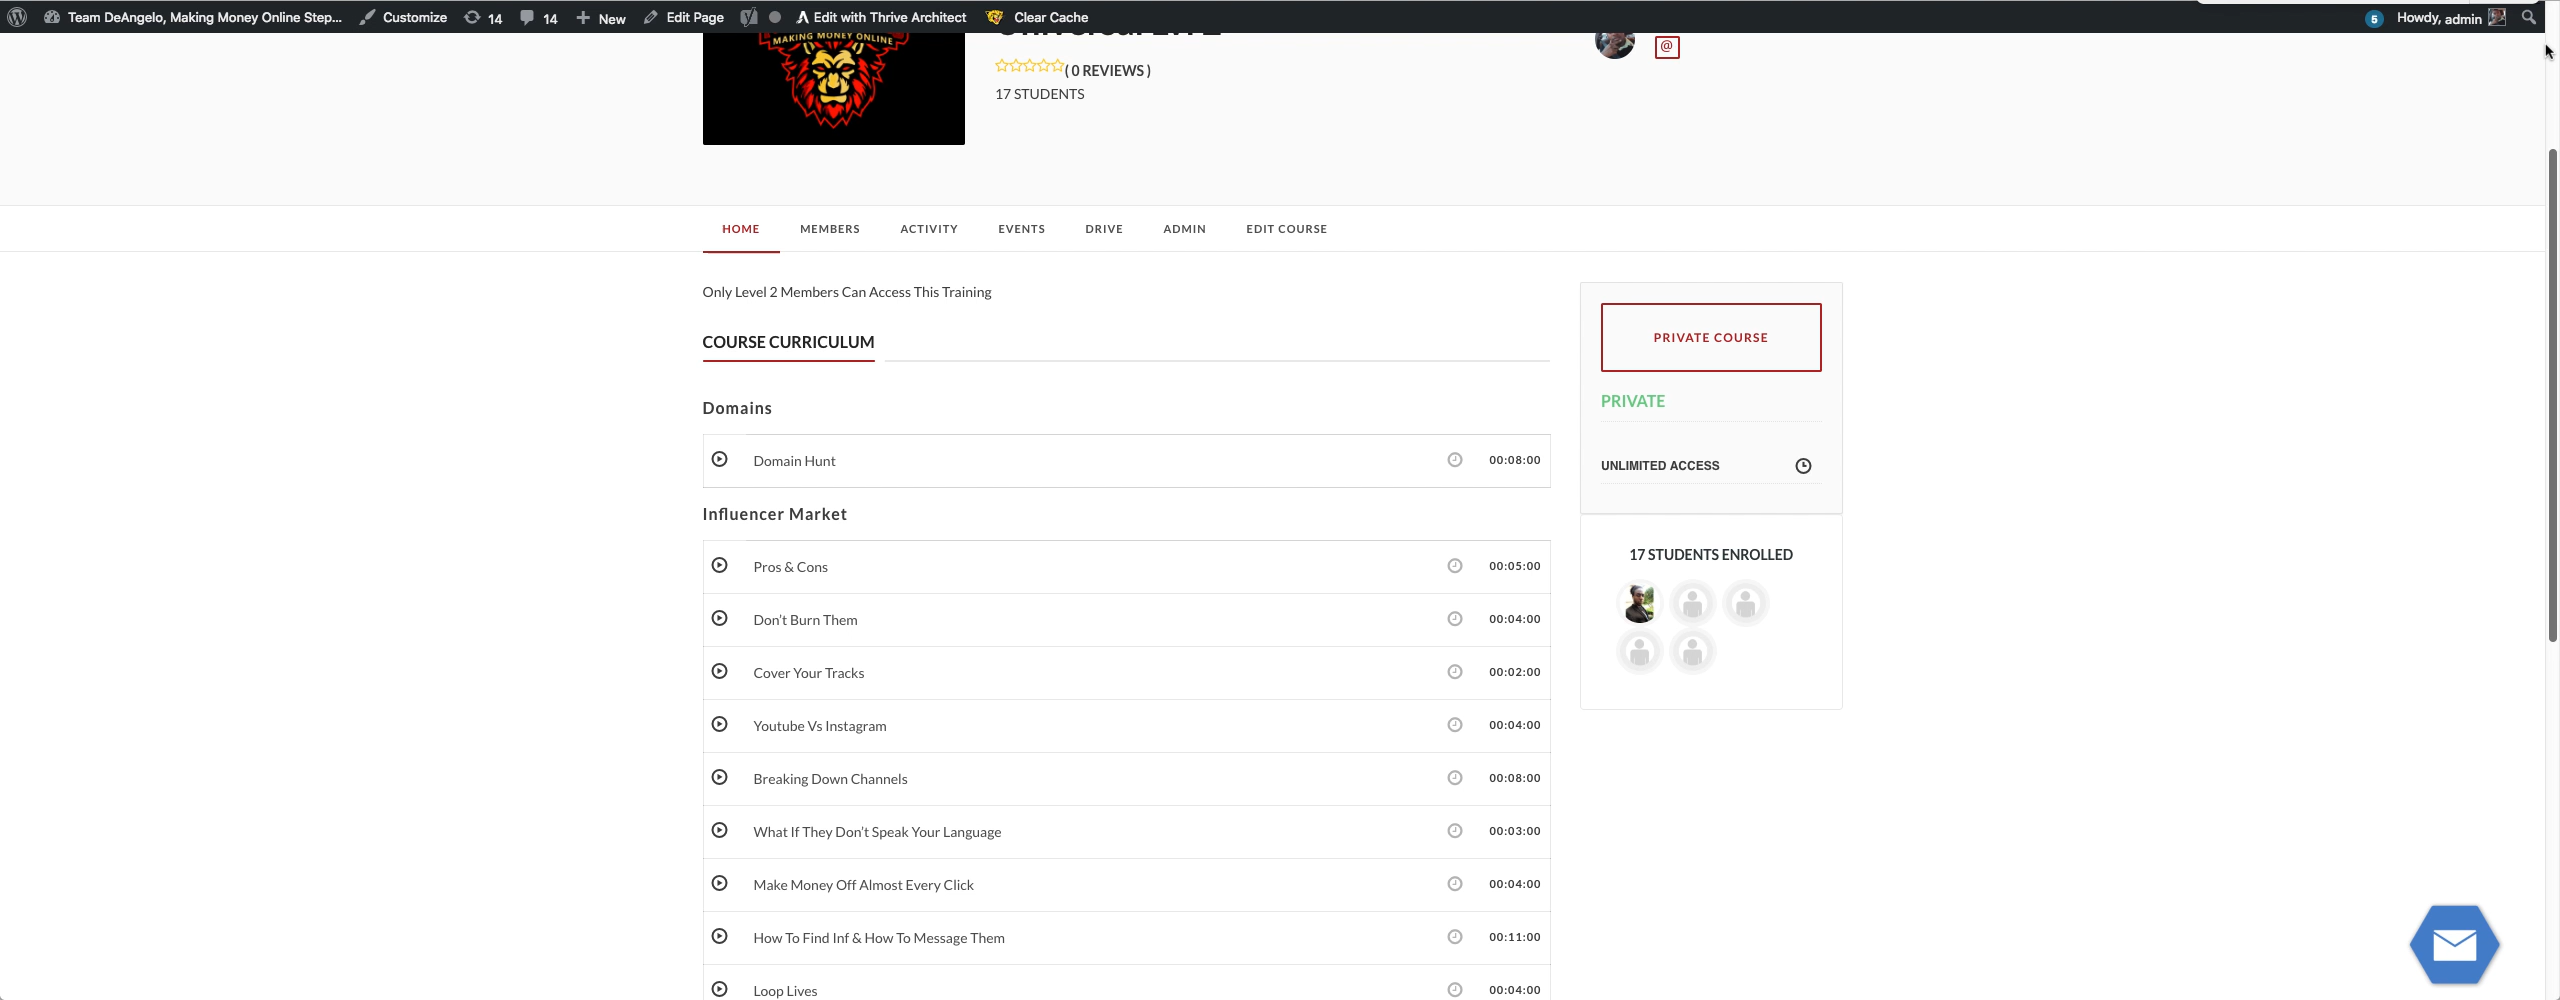 Team DeAngelo, Making Money Online Step... Customize 14 14 New Edit Page Edit with Thrive Architect Clear Cache 5 Howdy, admin
MAKING MONEY ONLINE
( 0 REVIEWS )
17 STUDENTS
@
HOME MEMBERS ACTIVITY EVENTS DRIVE ADMIN EDIT COURSE
Only Level 2 Members Can Access This Training
COURSE CURRICULUM
Domains
Domain Hunt 00:08:00
Influencer Market
Pros & Cons 00:05:00
Don't Burn Them 00:04:00
Cover Your Tracks 00:02:00
Youtube Vs Instagram 00:04:00
Breaking Down Channels 00:08:00
What If They Don't Speak Your Language 00:03:00
Make Money Off Almost Every Click 00:04:00
How To Find Inf & How To Message Them 00:11:00
Loop Lives 00:04:00
PRIVATE COURSE
PRIVATE
UNLIMITED ACCESS
17 STUDENTS ENROLLED